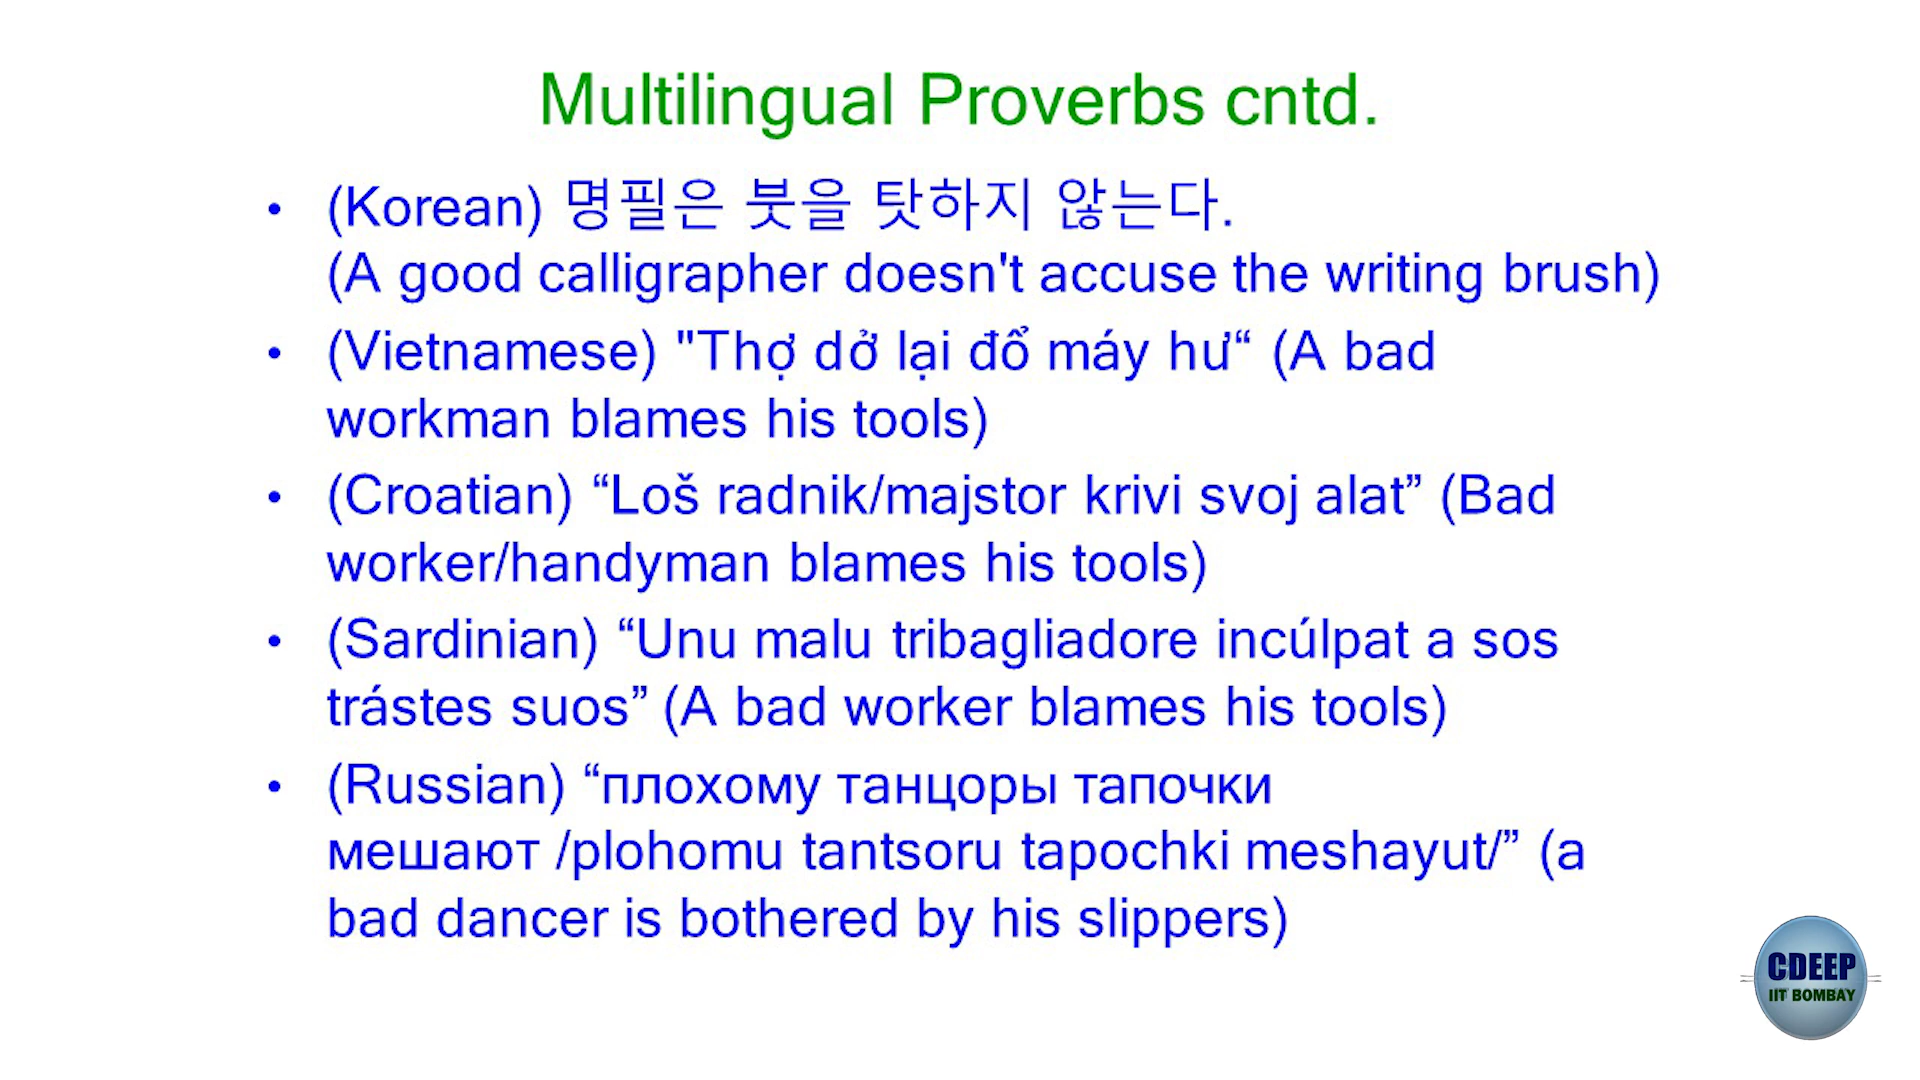 Multilingual Proverbs cntd.
• (Korean) 명필은 붓을 탓하지 않는다.
(A good calligrapher doesn't accuse the writing brush)
• (Vietnamese) "Thợ dở lại đổ máy hư“ (A bad
workman blames his tools)
• (Croatian) “Loš radnik/majstor krivi svoj alat” (Bad
worker/handyman blames his tools)
• (Sardinian) “Unu malu tribagliadore incúlpat a sos
trástes suos” (A bad worker blames his tools)
• (Russian) “плохому танцоры тапочки
мешают /plohomu tantsoru tapochki meshayut/” (a
bad dancer is bothered by his slippers)
CDEEP
IIT BOMBAY